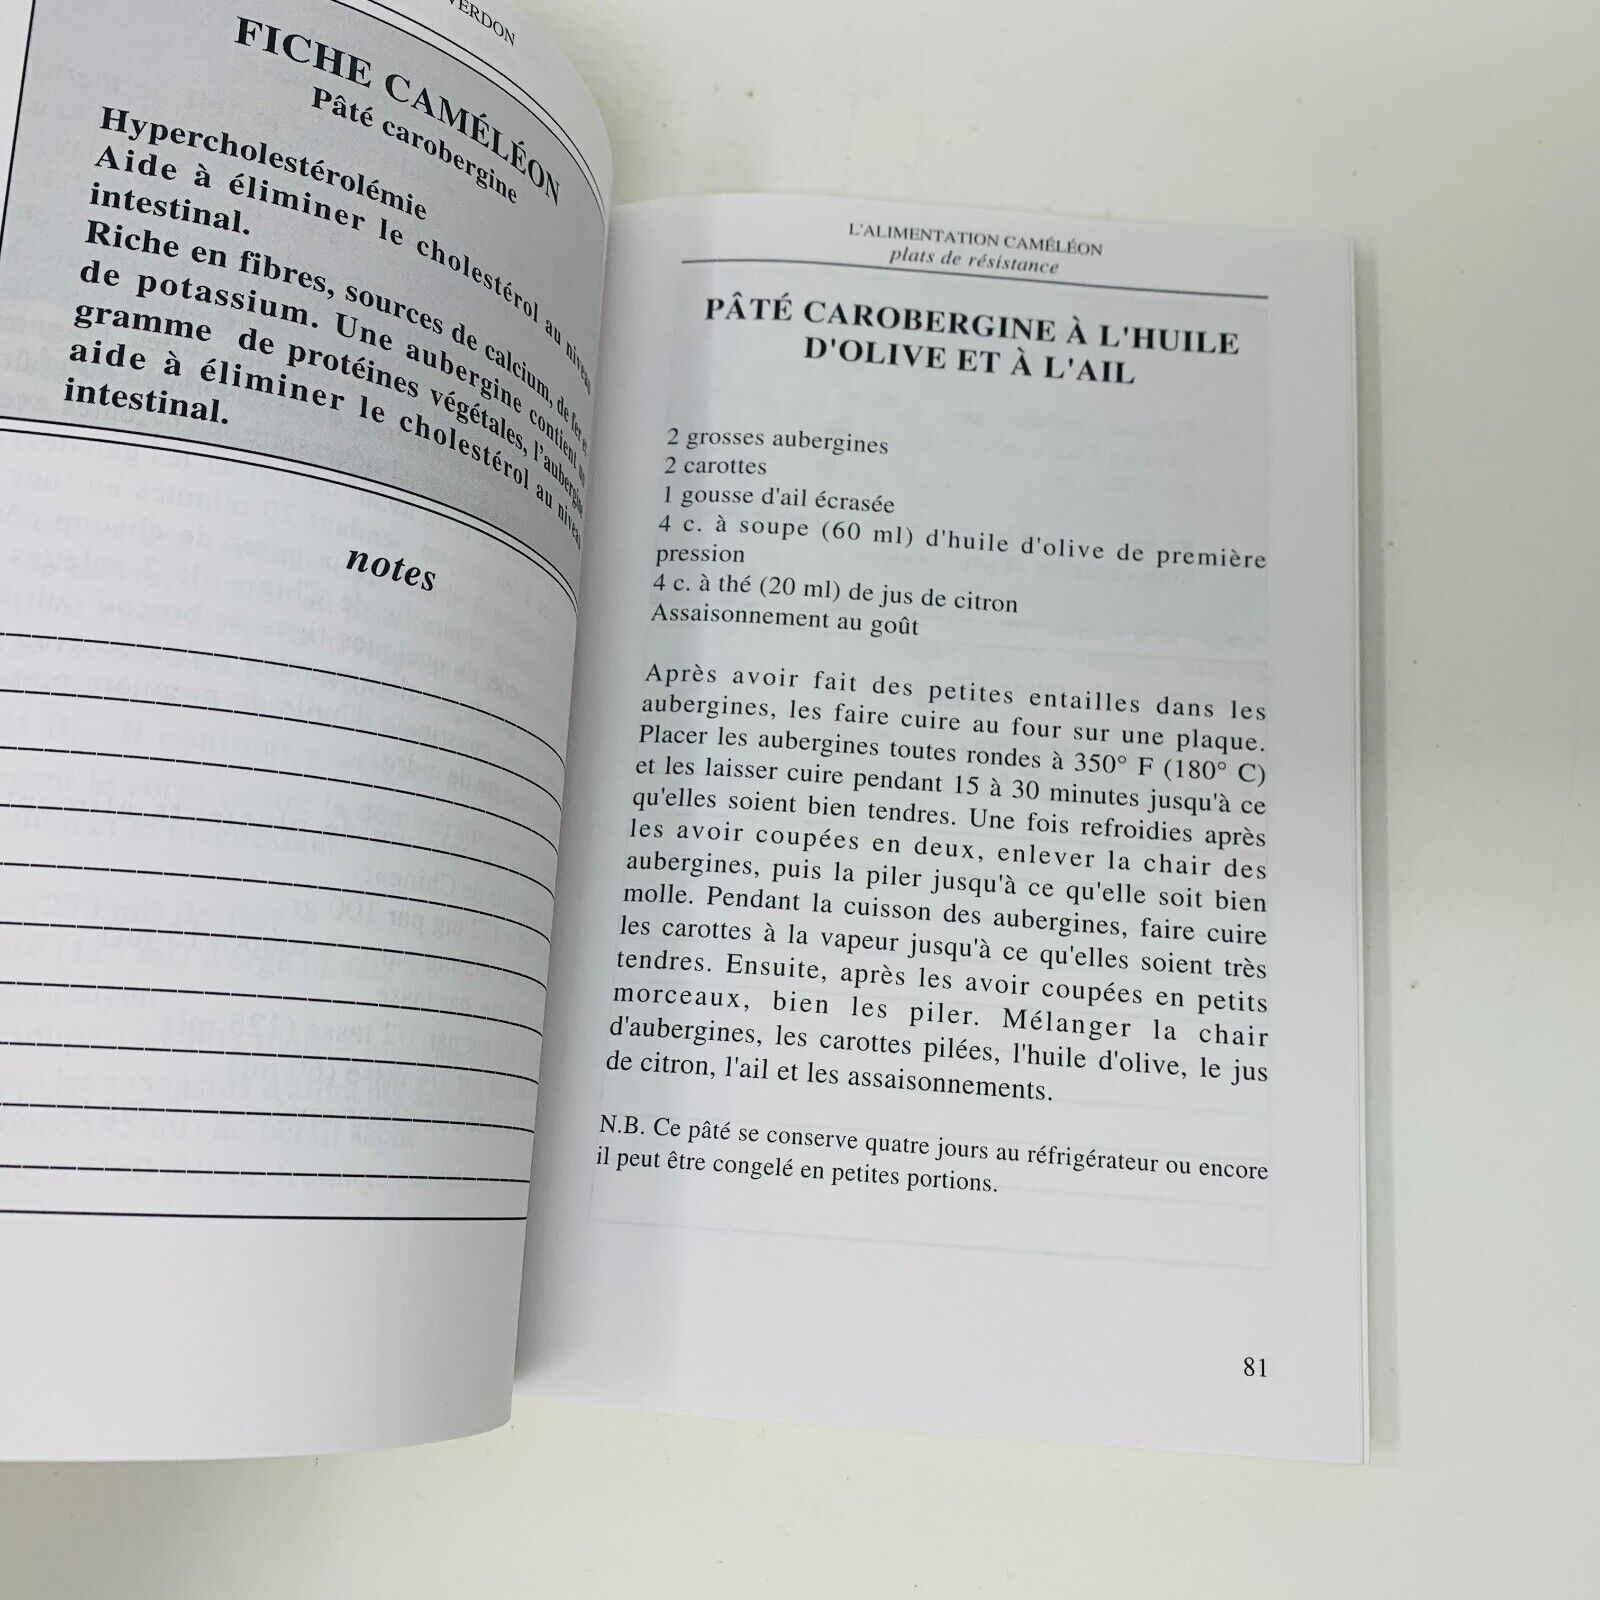 VERDON
FICHE CAMÉLÉON
Pâté carobergine
Hypercholestérolémie
Aide à éliminer le cholestérol au niveau
intestinal.
Riche en fibres, sources de calcium, de fer et
de potassium. Une aubergine contient un
gramme de protéines végétales, l'aubergine
aide à éliminer le cholestérol au niveau
intestinal.
notes
L'ALIMENTATION CAMÉLÉON
plats de résistance
PÂTÉ CAROBERGINE À L'HUILE
D'OLIVE ET À L'AIL
2 grosses aubergines
2 carottes
1 gousse d'ail écrasée
4 c. à soupe (60 ml) d'huile d'olive de première
pression
4 c. à thé (20 ml) de jus de citron
Assaisonnement au goût
Après avoir fait des petites entailles dans les
aubergines, les faire cuire au four sur une plaque.
Placer les aubergines toutes rondes à 350° F (180° C)
et les laisser cuire pendant 15 à 30 minutes jusqu'à ce
qu'elles soient bien tendres. Une fois refroidies après
les avoir coupées en deux, enlever la chair des
aubergines, puis la piler jusqu'à ce qu'elle soit bien
molle. Pendant la cuisson des aubergines, faire cuire
les carottes à la vapeur jusqu'à ce qu'elles soient très
tendres. Ensuite, après les avoir coupées en petits
morceaux, bien les piler. Mélanger la chair
d'aubergines, les carottes pilées, l'huile d'olive, le jus
de citron, l'ail et les assaisonnements.
N.B. Ce pâté se conserve quatre jours au réfrigérateur ou encore
il peut être congelé en petites portions.
81